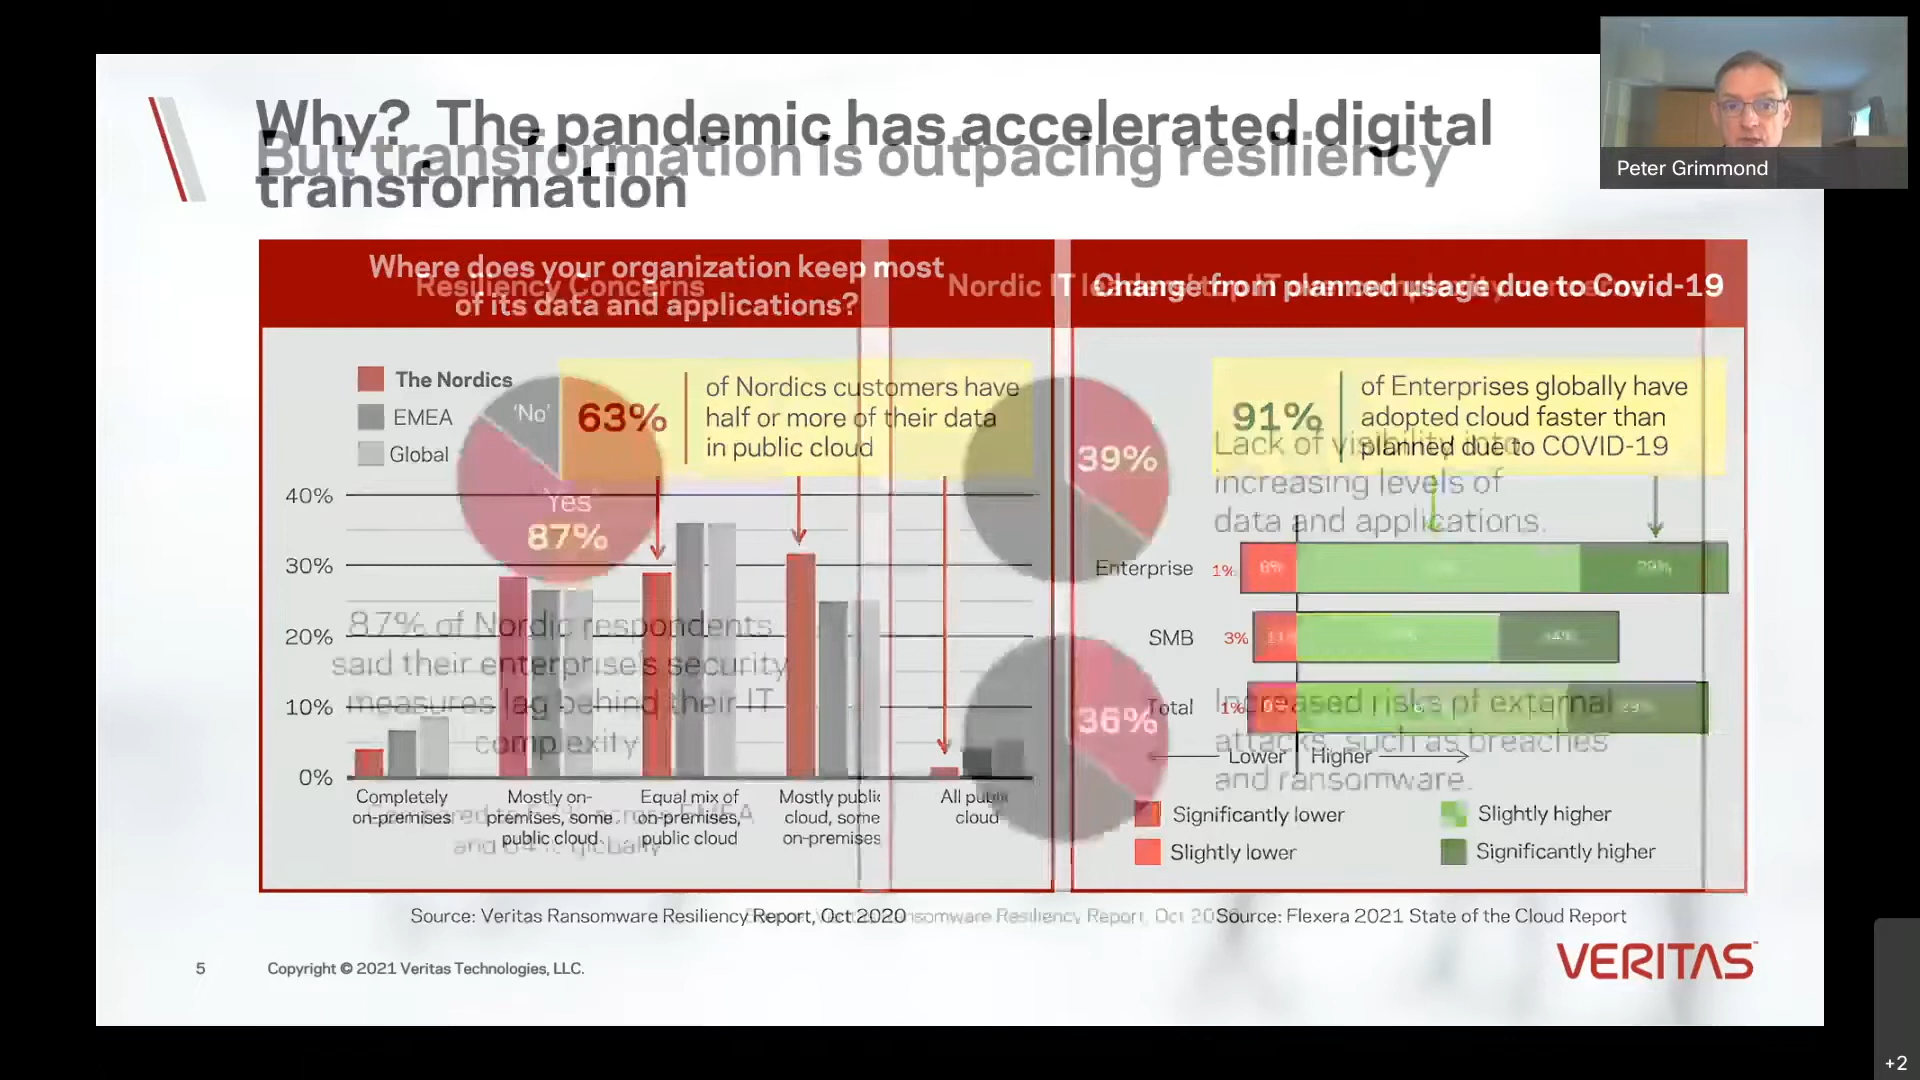 Why? The pandemic has accelerated digital
transformation
But transformation is outpacing resiliency
Peter Grimmond
Where does your organization keep most
of its data and applications?
Resiliency Concerns
Nordic IT
Change from planned usage due to Covid-19
The Nordics
EMEA
Global
'No'
'Yes'
87%
63%
of Nordics customers have
half or more of their data
in public cloud
40%
30%
20%
10%
0%
87% of Nordic respondents
said their enterprise's security
measures lag behind their IT
complexity
Completely
on-premises
Mostly on-
premises, some
public cloud
Equal mix of
on-premises,
public cloud
Mostly public
cloud, some
on-premises
All public
cloud
EMEA
globally
39%
36%
91%
of Enterprises globally have
adopted cloud faster than
planned due to COVID-19
Lack of visibility into
increasing levels of
data and applications.
Enterprise
1%
8%
29%
SMB
3%
Total
1%
Increased risks of external
attacks, such as breaches
and ransomware.
Lower
Higher
Significantly lower
Slightly higher
Slightly lower
Significantly higher
Source: Veritas Ransomware Resiliency Report, Oct 2020
Source: Flexera 2021 State of the Cloud Report
5
Copyright © 2021 Veritas Technologies, LLC.
VERITAS
+2